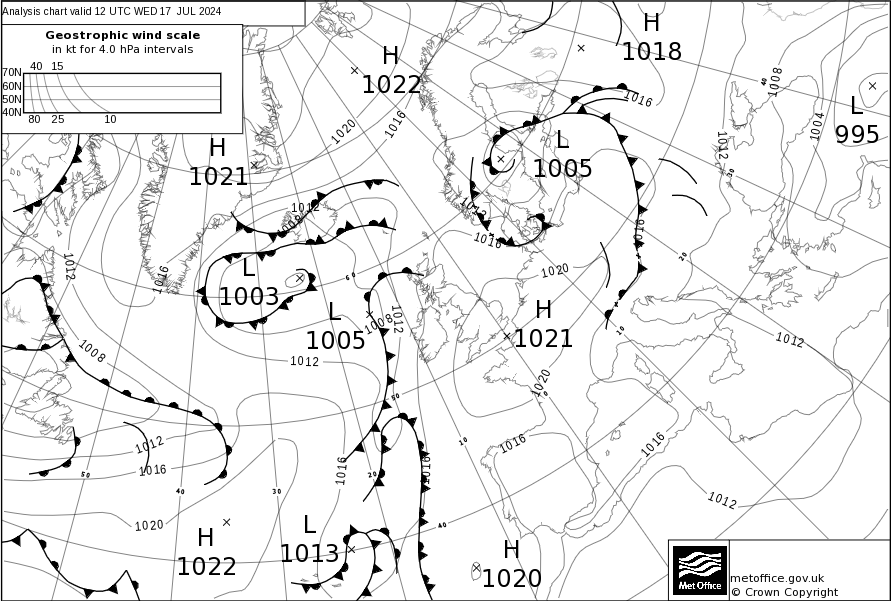 Analysis chart valid 12 UTC WED 17 JUL 2024
Geostrophic wind scale
in kt for 4.0 hPa intervals
40 15
70N
60N
50N
40N
80 25 10
H
1018
H
1022
1008
L
995
1016
1004
1020
1016
1012
H
1021
L
1005
40
30
1012
1008
1012
1016
1016
1016
1020
20
1012
1016
L
1003
60
L
1005
1008
1012
H
1021
10
1012
1008
1012
1020
0
50
1012
1016
1016
10
1016
50
1016
1016
20
40
30
1012
1020
40
H
1022
L
1013
H
1020
Met Office
metoffice.gov.uk
© Crown Copyright